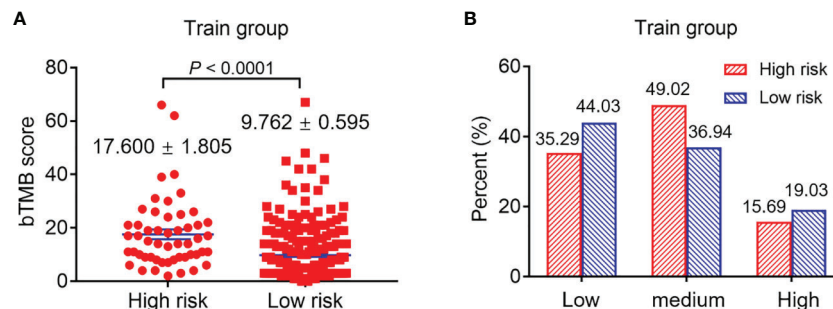 A
Train group
P < 0.0001
80
60
40
20
0
bTMB score
17.600 ± 1.805
9.762 ± 0.595
High risk
Low risk
B
Train group
60
40
20
0
Percent (%)
High risk
Low risk
35.29
44.03
49.02
36.94
15.69
19.03
Low
medium
High